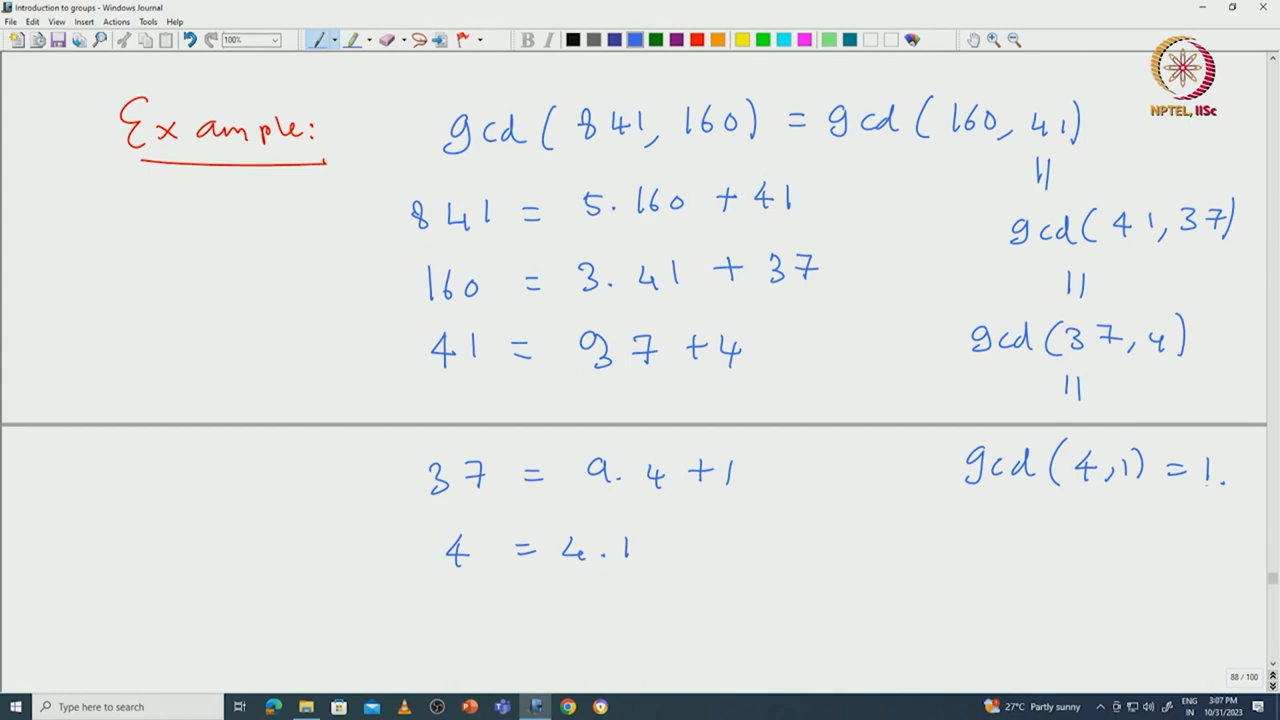 Introduction to groups - Windows Journal
File Edit View Insert Actions Tools Help
100%
B I
NPTEL, IISc
Example: gcd(841, 160) = gcd(160, 41)
||
841 = 5.160 + 41
gcd(41, 37)
160 = 3.41 + 37
||
41 = 37 + 4
gcd(37, 4)
||
37 = 9.4 + 1
gcd(4, 1) = 1.
4 = 4.1
88 / 100
Type here to search
27°C Partly sunny
ENG
IN
3:07 PM
10/31/2023